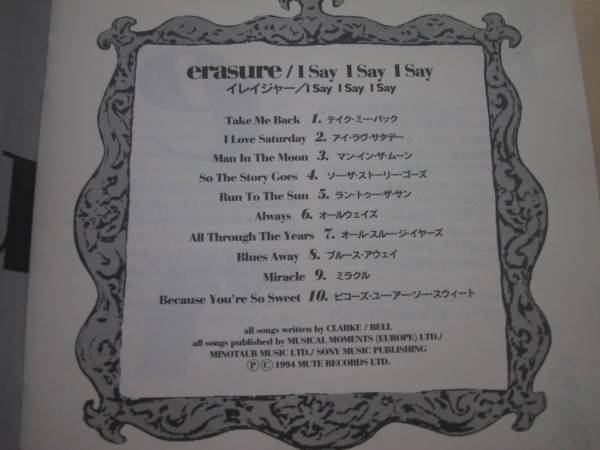 erasure / I Say I Say I Say
イレイジャー／I Say I Say I Say
Take Me Back 1. テイク・ミー・バック
I Love Saturday 2. アイ・ラヴ・サタデー
Man In The Moon 3. マン・イン・ザ・ムーン
So The Story Goes 4. ソー・ザ・ストーリー・ゴーズ
Run To The Sun 5. ラン・トゥー・ザ・サン
Always 6. オールウェイズ
All Through The Years 7. オール・スルー・ジ・イヤーズ
Blues Away 8. ブルース・アウェイ
Miracle 9. ミラクル
Because You're So Sweet 10. ビコーズ・ユー・アー・ソー・スウィート
all songs written by CLARKE / BELL
all songs published by MUSICAL MOMENTS (EUROPE) LTD./
MINOTAUR MUSIC LTD./ SONY MUSIC PUBLISHING
Ⓟ Ⓒ 1994 MUTE RECORDS LTD.